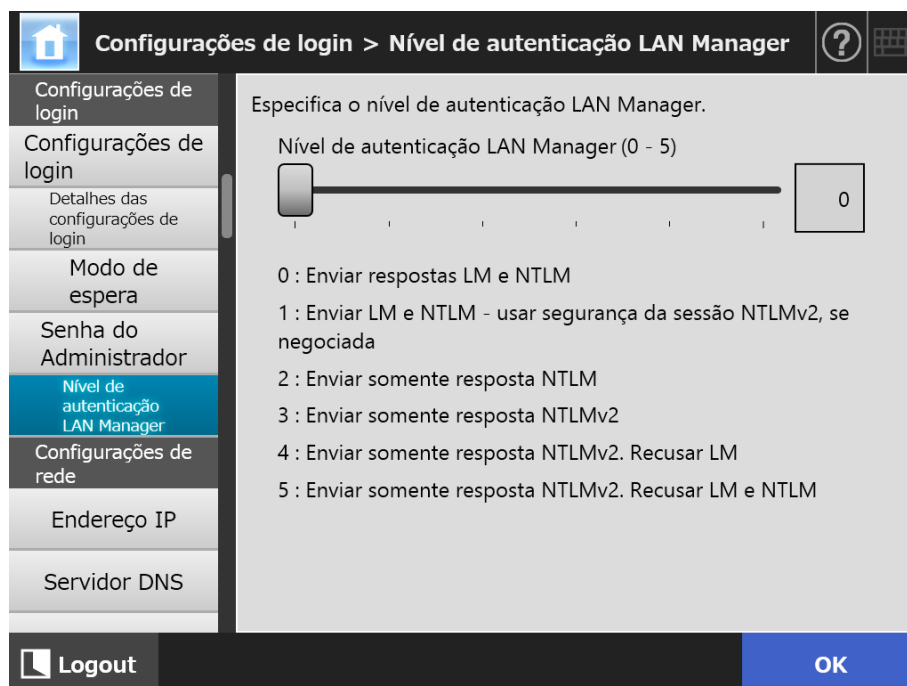 Configurações de login > Nível de autenticação LAN Manager
?
Configurações de
login
Configurações de
login
Detalhes das
configurações de
login
Modo de
espera
Senha do
Administrador
Nível de
autenticação
LAN Manager
Configurações de
rede
Endereço IP
Servidor DNS
Especifica o nível de autenticação LAN Manager.
Nível de autenticação LAN Manager (0 - 5)
0
0 : Enviar respostas LM e NTLM
1 : Enviar LM e NTLM - usar segurança da sessão NTLMv2, se
negociada
2 : Enviar somente resposta NTLM
3 : Enviar somente resposta NTLMv2
4 : Enviar somente resposta NTLMv2. Recusar LM
5 : Enviar somente resposta NTLMv2. Recusar LM e NTLM
Logout
OK